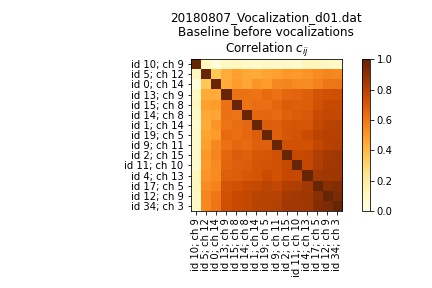 20180807_Vocalization_d01.dat
Baseline before vocalizations
Correlation c_ij
id 10; ch 9
id 5; ch 12
id 0; ch 14
id 13; ch 9
id 15; ch 8
id 14; ch 8
id 1; ch 14
id 19; ch 5
id 9; ch 11
id 2; ch 15
id 11; ch 10
id 4; ch 13
id 17; ch 5
id 12; ch 9
id 34; ch 3
1.0
0.8
0.6
0.4
0.2
0.0
id 10; ch 9
id 5; ch 12
id 0; ch 14
id 13; ch 9
id 15; ch 8
id 14; ch 8
id 1; ch 14
id 19; ch 5
id 9; ch 11
id 2; ch 15
id 11; ch 10
id 4; ch 13
id 17; ch 5
id 12; ch 9
id 34; ch 3